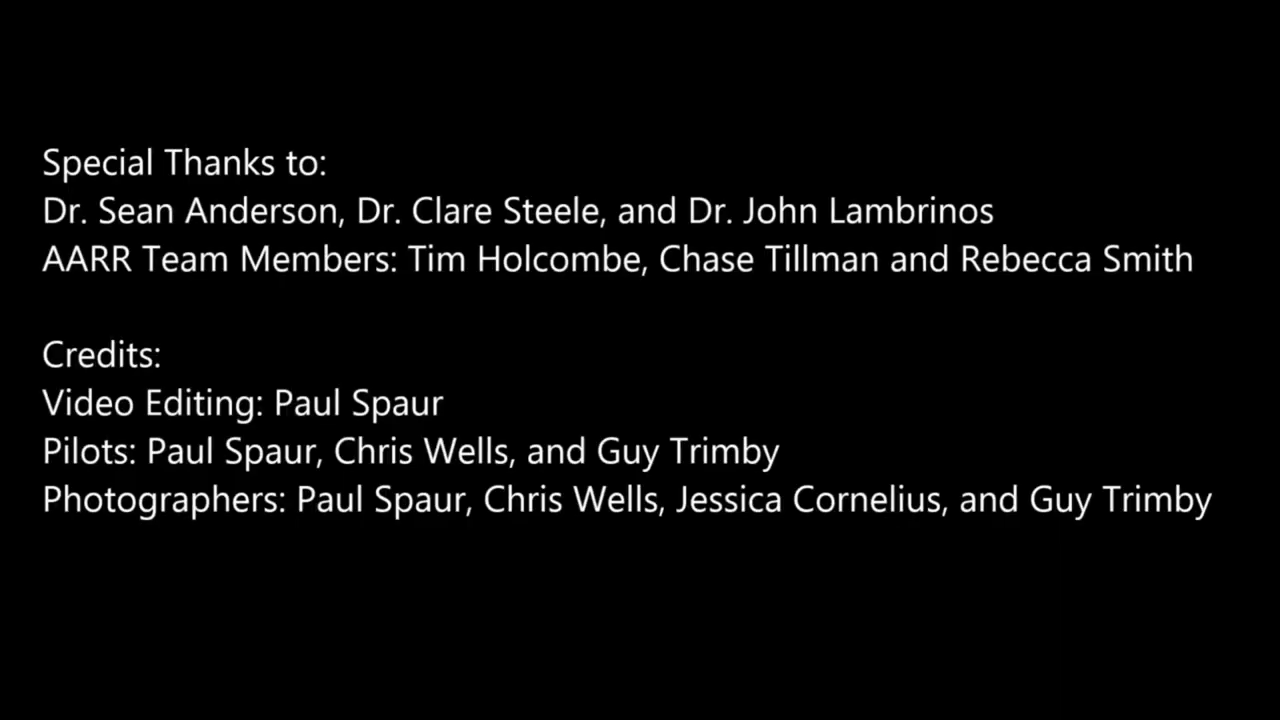 Special Thanks to:
Dr. Sean Anderson, Dr. Clare Steele, and Dr. John Lambrinos
AARR Team Members: Tim Holcombe, Chase Tillman and Rebecca Smith
Credits:
Video Editing: Paul Spaur
Pilots: Paul Spaur, Chris Wells, and Guy Trimby
Photographers: Paul Spaur, Chris Wells, Jessica Cornelius, and Guy Trimby